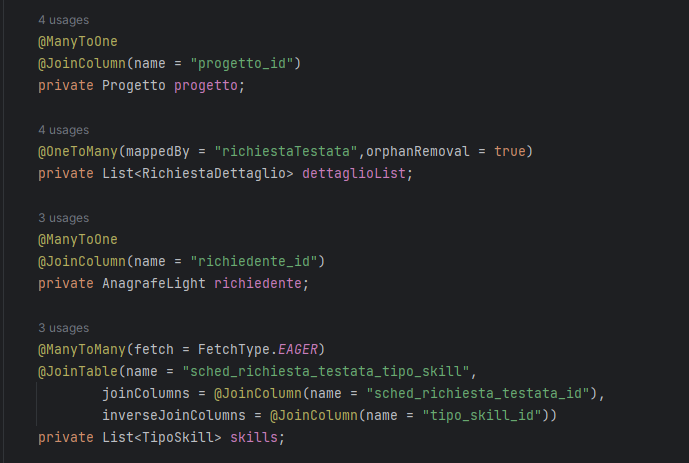 4 usages
@ManyToOne
@JoinColumn(name = "progetto_id")
private Progetto progetto;
4 usages
@OneToMany(mappedBy = "richiestaTestata",orphanRemoval = true)
private List<RichiestaDettaglio> dettaglioList;
3 usages
@ManyToOne
@JoinColumn(name = "richiedente_id")
private AnagrafeLight richiedente;
3 usages
@ManyToMany(fetch = FetchType.EAGER)
@JoinTable(name = "sched_richiesta_testata_tipo_skill",
joinColumns = @JoinColumn(name = "sched_richiesta_testata_id"),
inverseJoinColumns = @JoinColumn(name = "tipo_skill_id"))
private List<TipoSkill> skills;